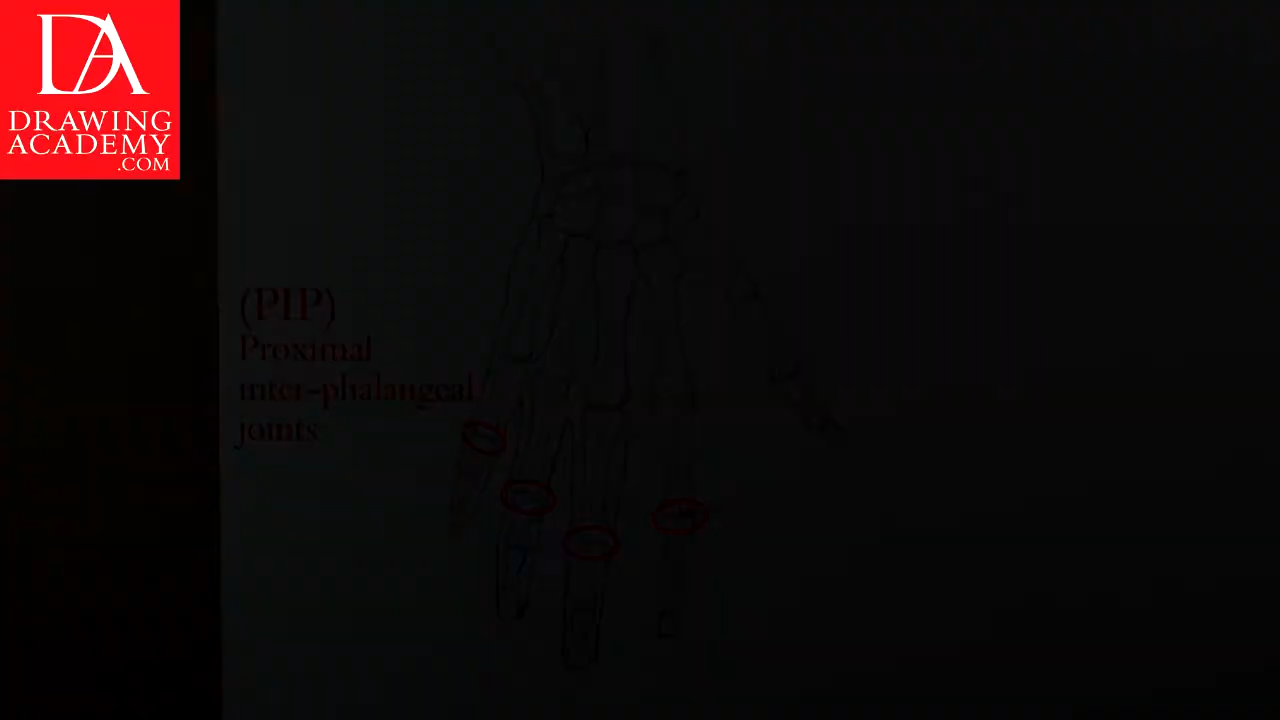 DA
DRAWING
ACADEMY
.COM
(PIP)
Proximal
inter-phalangeal
joints